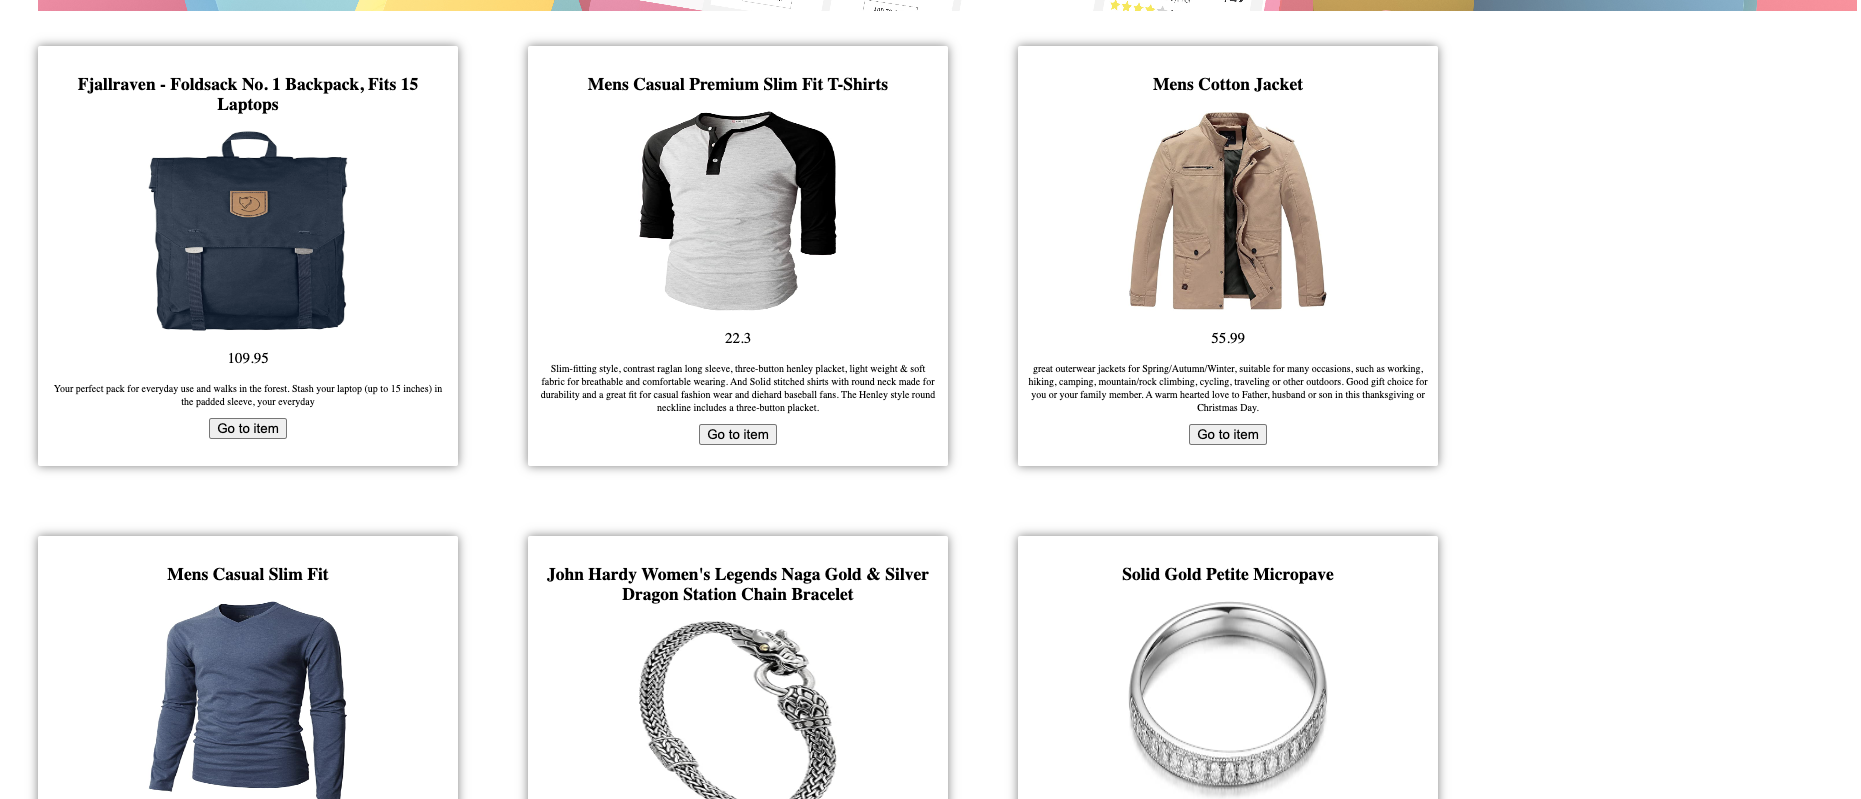 Fjallraven - Foldsack No. 1 Backpack, Fits 15
Laptops
109.95
Your perfect pack for everyday use and walks in the forest. Stash your laptop (up to 15 inches) in
the padded sleeve, your everyday
Go to item
Mens Casual Premium Slim Fit T-Shirts
22.3
Slim-fitting style, contrast raglan long sleeve, three-button henley placket, light weight & soft
fabric for breathable and comfortable wearing. And Solid stitched shirts with round neck made for
durability and a great fit for casual fashion wear and diehard baseball fans. The Henley style round
neckline includes a three-button placket.
Go to item
Mens Cotton Jacket
55.99
great outerwear jackets for Spring/Autumn/Winter, suitable for many occasions, such as working,
hiking, camping, mountain/rock climbing, cycling, traveling or other outdoors. Good gift choice for
you or your family member. A warm hearted love to Father, husband or son in this thanksgiving or
Christmas Day.
Go to item
Mens Casual Slim Fit
John Hardy Women's Legends Naga Gold & Silver
Dragon Station Chain Bracelet
Solid Gold Petite Micropave